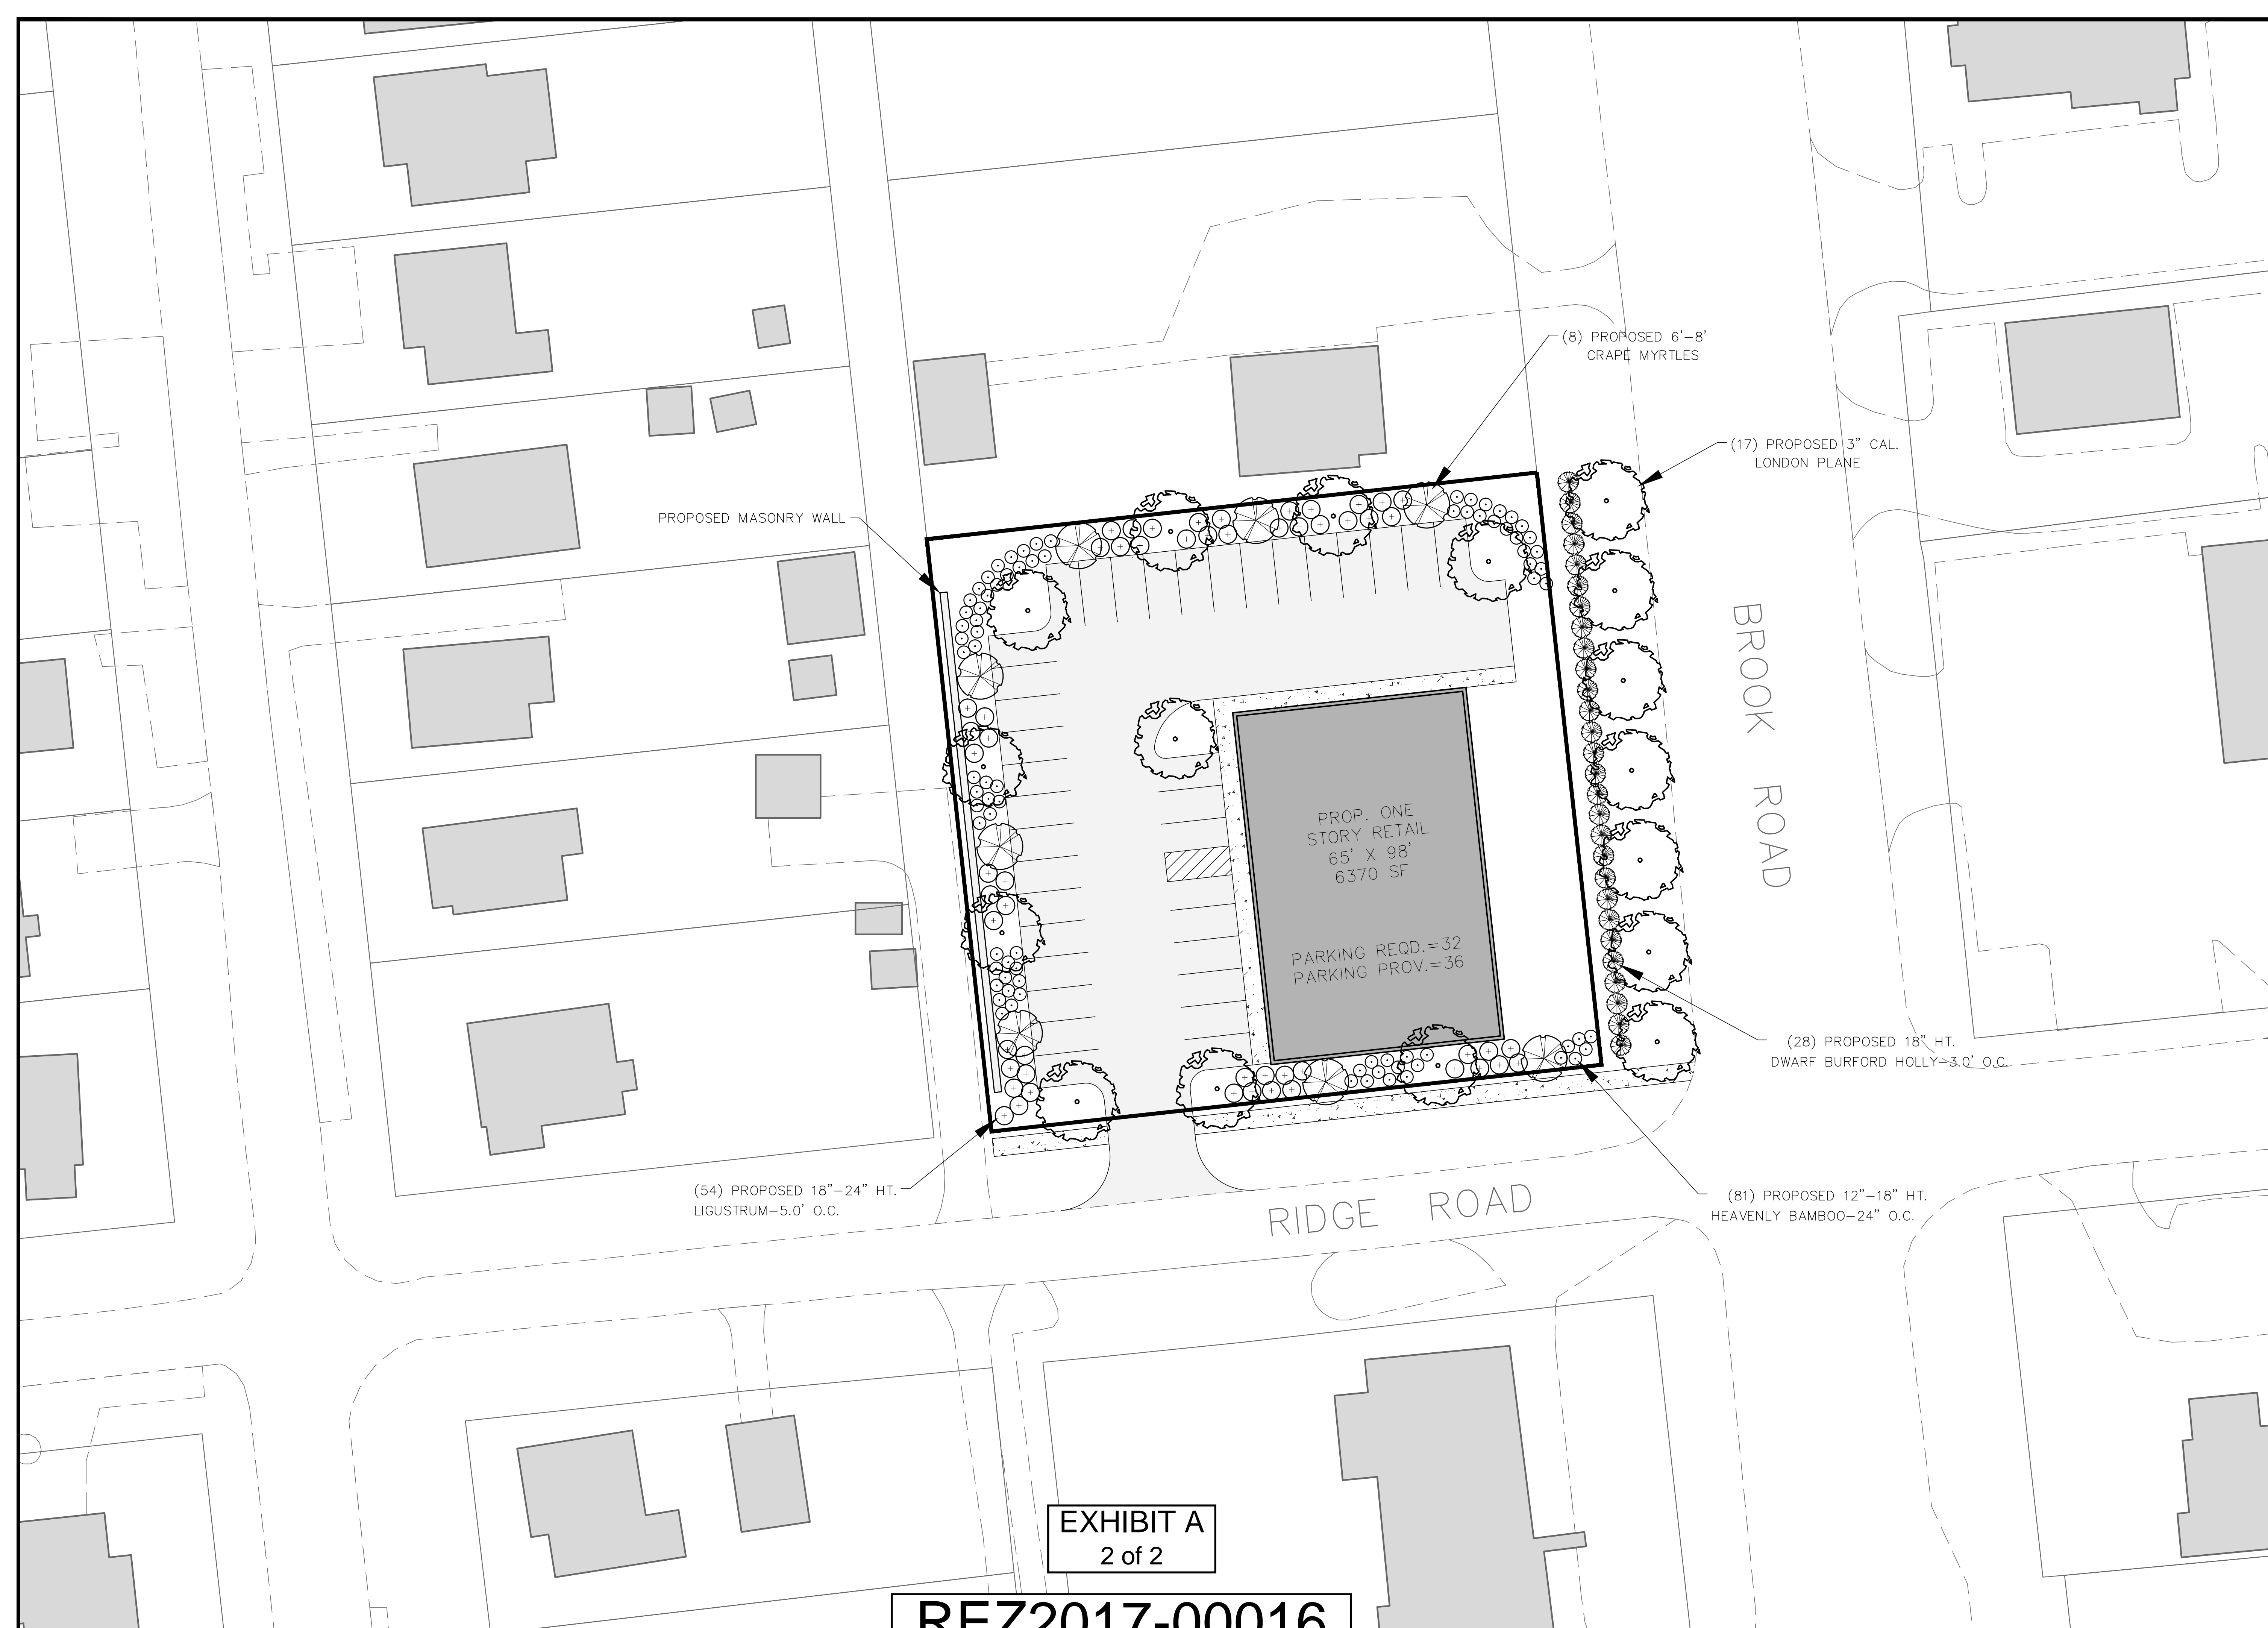 (8) PROPOSED 6'-8'
CRAPE MYRTLES
(17) PROPOSED 3" CAL.
LONDON PLANE
PROPOSED MASONRY WALL
BROOK ROAD
PROP. ONE
STORY RETAIL
65' X 98'
6370 SF
PARKING REQD.=32
PARKING PROV.=36
(28) PROPOSED 18" HT.
DWARF BURFORD HOLLY-3.0' O.C.
(54) PROPOSED 18"-24" HT.
LIGUSTRUM-5.0' O.C.
(81) PROPOSED 12"-18" HT.
HEAVENLY BAMBOO-24" O.C.
RIDGE ROAD
EXHIBIT A
2 of 2
REZ2017-00016